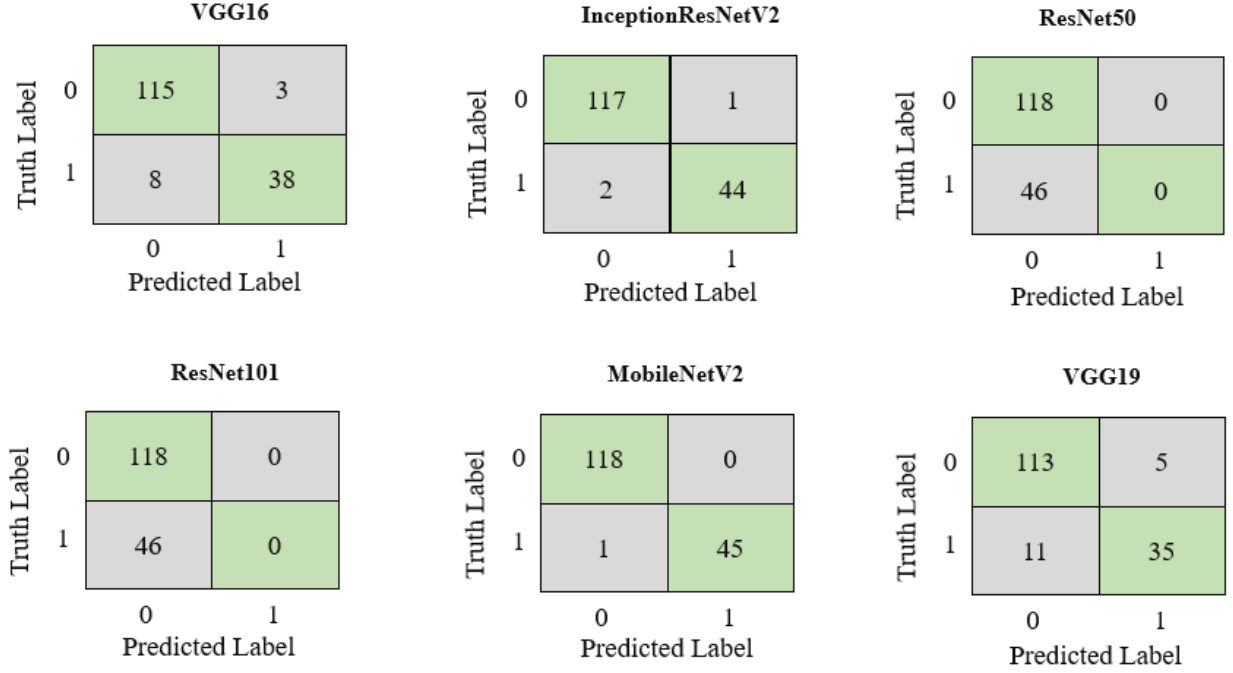 VGG16
Truth Label
0 115 3
1 8 38
0 1
Predicted Label
InceptionResNetV2
Truth Label
0 117 1
1 2 44
0 1
Predicted Label
ResNet50
Truth Label
0 118 0
1 46 0
0 1
Predicted Label
ResNet101
Truth Label
0 118 0
1 46 0
0 1
Predicted Label
MobileNetV2
Truth Label
0 118 0
1 1 45
0 1
Predicted Label
VGG19
Truth Label
0 113 5
1 11 35
0 1
Predicted Label